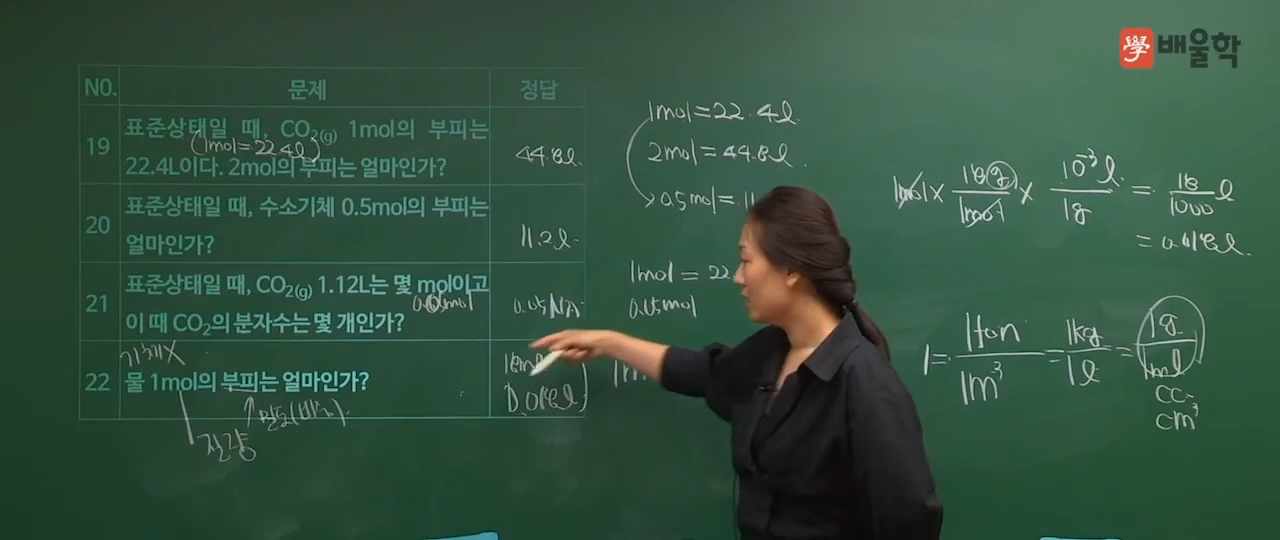 學 배울학
NO. 문제 정답
19 표준상태일 때, CO2(g) 1mol의 부피는
(1mol=22.4l)
22.4L이다. 2mol의 부피는 얼마인가?
44.8l.
20 표준상태일 때, 수소기체 0.5mol의 부피는
얼마인가?
11.2l.
21 표준상태일 때, CO2(g) 1.12L는 몇 mol이고
0.05mol
이 때 CO2의 분자수는 몇 개인가?
0.05NA
기체X
22 물 1mol의 부피는 얼마인가?
0.018l)
질량
밀도(비중).
1mol=22.4l.
2mol=44.8l.
0.5mol=11
1mol = 22.
0.05mol
1mol × 18g/1mol × 10⁻³l/1g = 18/1000 l
= 0.018l.
1 = 1ton/1m³ = 1kg/1l = 1g/1ml
cc
cm³